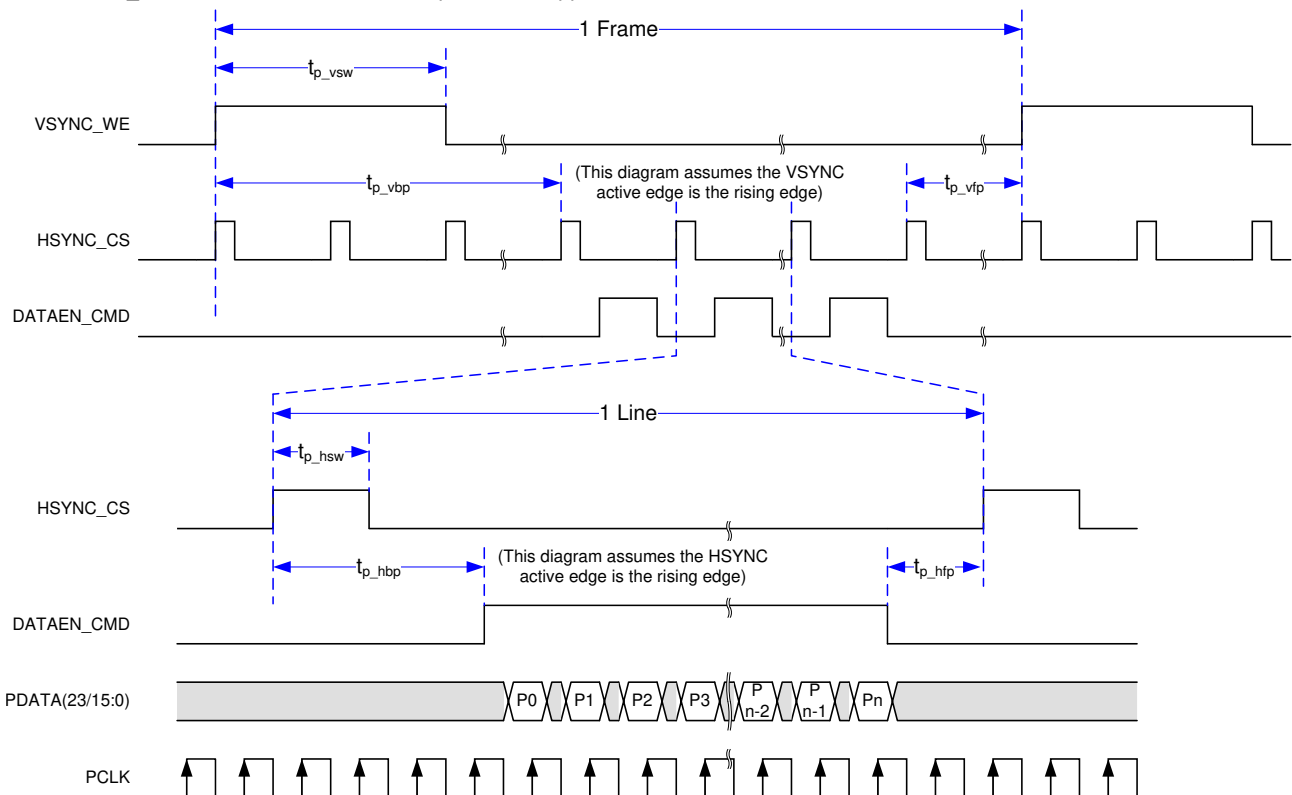 1 Frame
tp_vsw
VSYNC_WE
tp_vbp
(This diagram assumes the VSYNC
active edge is the rising edge)
tp_vfp
HSYNC_CS
DATAEN_CMD
1 Line
tp_hsw
HSYNC_CS
tp_hbp
(This diagram assumes the HSYNC
active edge is the rising edge)
tp_hfp
DATAEN_CMD
PDATA(23/15:0)
P0
P1
P2
P3
P
n-2
P
n-1
Pn
PCLK